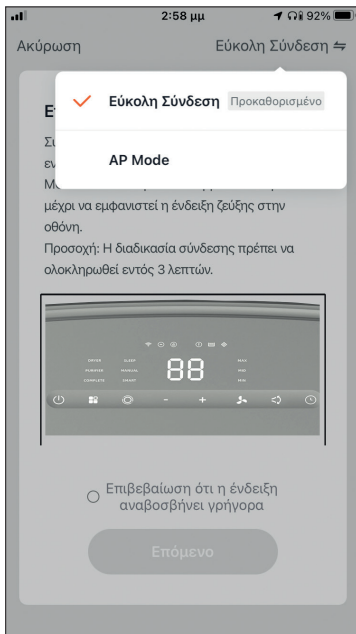 2:58 μμ
92%
Ακύρωση
Εύκολη Σύνδεση
Εύκολη Σύνδεση Προκαθορισμένο
AP Mode
μέχρι να εμφανιστεί η ένδειξη ζεύξης στην
οθόνη.
Προσοχή: Η διαδικασία σύνδεσης πρέπει να
ολοκληρωθεί εντός 3 λεπτών.
DRYER SLEEP MAX
PURIFIER MANUAL MID
COMPLETE SMART MIN
88
Επιβεβαίωση ότι η ένδειξη
αναβοσβήνει γρήγορα
Επόμενο